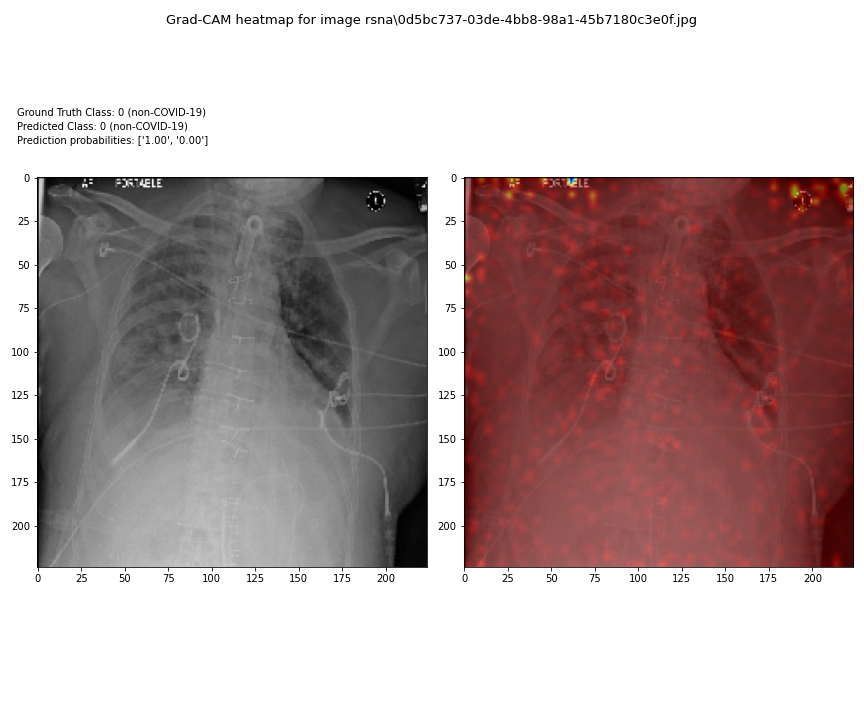 Grad-CAM heatmap for image rsna\0d5bc737-03de-4bb8-98a1-45b7180c3e0f.jpg
Ground Truth Class: 0 (non-COVID-19)
Predicted Class: 0 (non-COVID-19)
Prediction probabilities: ['1.00', '0.00']
AP PORTABLE
PORTABLE
0
25
50
75
100
125
150
175
200
0 25 50 75 100 125 150 175 200
0
25
50
75
100
125
150
175
200
0 25 50 75 100 125 150 175 200